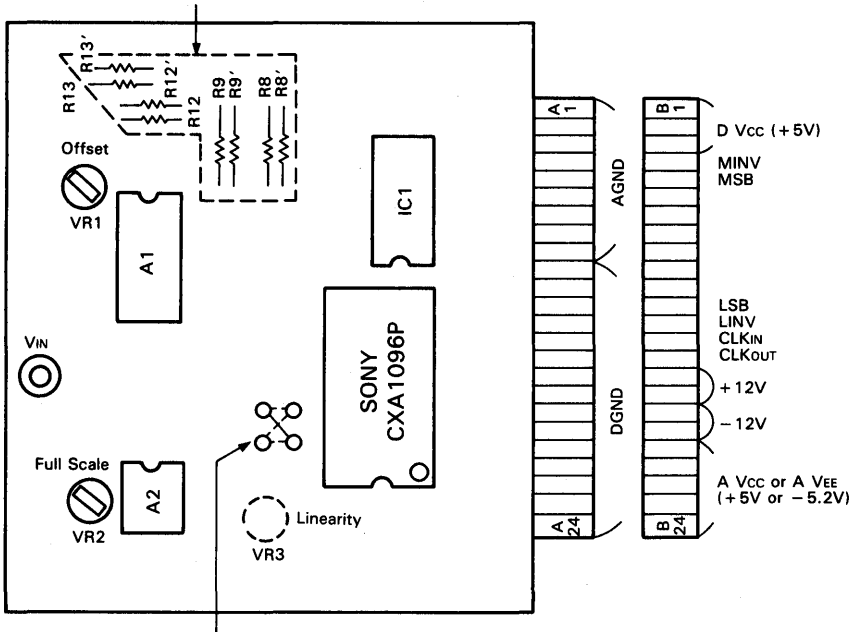 R13
R13'
R12'
R12
R9
R9'
R8
R8'
Offset
VR1
A1
IC1
VIN
SONY
CXA1096P
Full Scale
VR2
A2
Linearity
VR3
A
1
AGND
DGND
A
24
B
1
D VCC (+5V)
MINV
MSB
LSB
LINV
CLKIN
CLKOUT
+12V
−12V
A VCC or A VEE
(+5V or −5.2V)
B
24